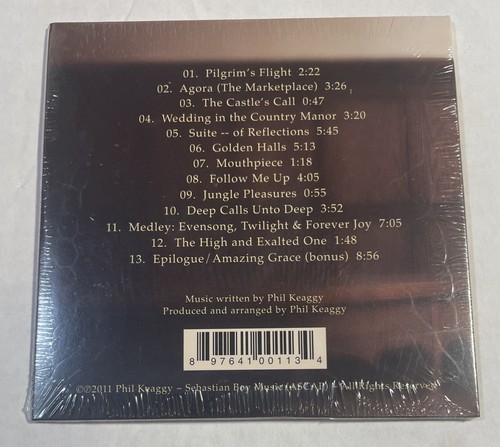 01. Pilgrim's Flight 2:22
02. Agora (The Marketplace) 3:26
03. The Castle's Call 0:47
04. Wedding in the Country Manor 3:20
05. Suite -- of Reflections 5:45
06. Golden Halls 5:13
07. Mouthpiece 1:18
08. Follow Me Up 4:05
09. Jungle Pleasures 0:55
10. Deep Calls Unto Deep 3:52
11. Medley: Evensong, Twilight & Forever Joy 7:05
12. The High and Exalted One 1:48
13. Epilogue/Amazing Grace (bonus) 8:56
Music written by Phil Keaggy
Produced and arranged by Phil Keaggy
8 97641 00113 4
©℗2011 Phil Keaggy – Sebastian Boy Music (ASCAP) – All Rights Reserved